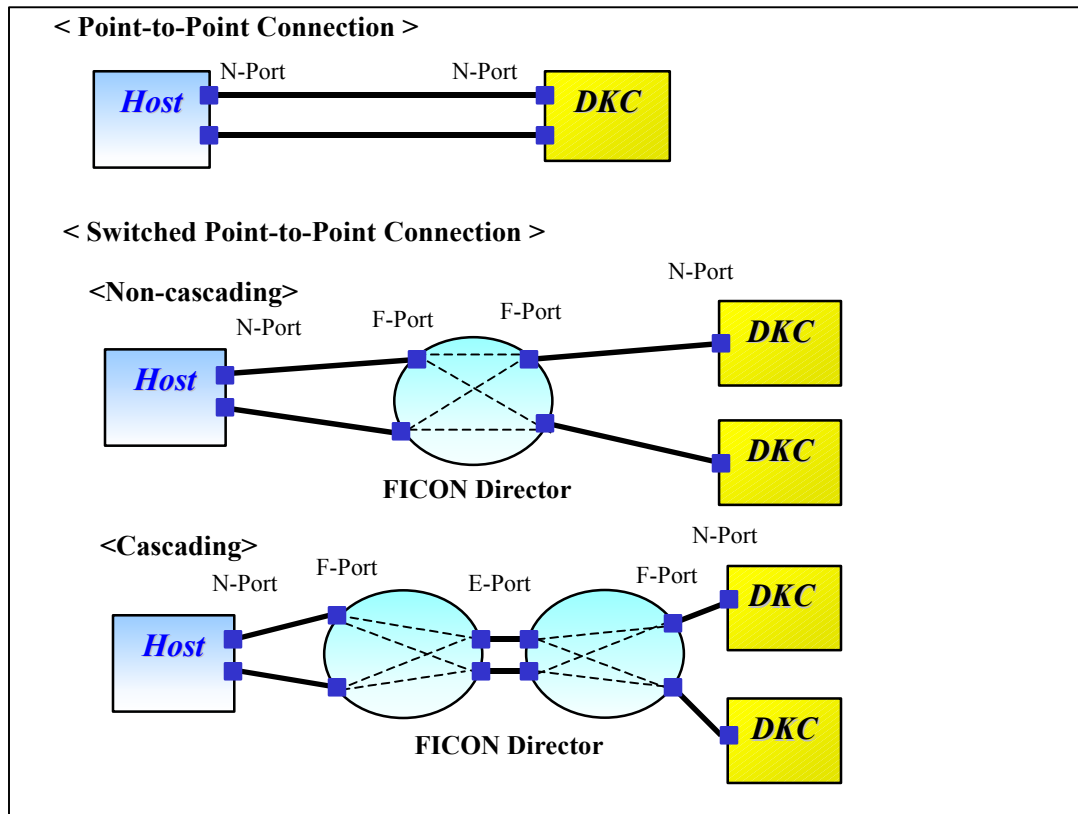 < Point-to-Point Connection >
N-Port
N-Port
Host
DKC
< Switched Point-to-Point Connection >
<Non-cascading>
N-Port
F-Port
F-Port
N-Port
Host
DKC
DKC
FICON Director
<Cascading>
N-Port
F-Port
E-Port
F-Port
N-Port
Host
DKC
DKC
FICON Director